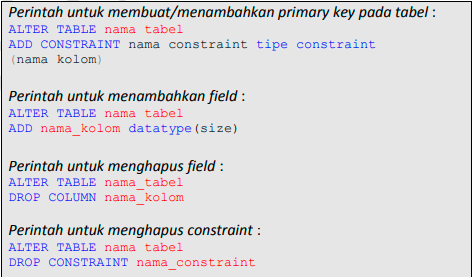 Perintah untuk membuat/menambahkan primary key pada tabel :
ALTER TABLE nama tabel
ADD CONSTRAINT nama constraint tipe constraint
(nama kolom)
Perintah untuk menambahkan field :
ALTER TABLE nama tabel
ADD nama_kolom datatype(size)
Perintah untuk menghapus field :
ALTER TABLE nama_tabel
DROP COLUMN nama_kolom
Perintah untuk menghapus constraint :
ALTER TABLE nama tabel
DROP CONSTRAINT nama_constraint